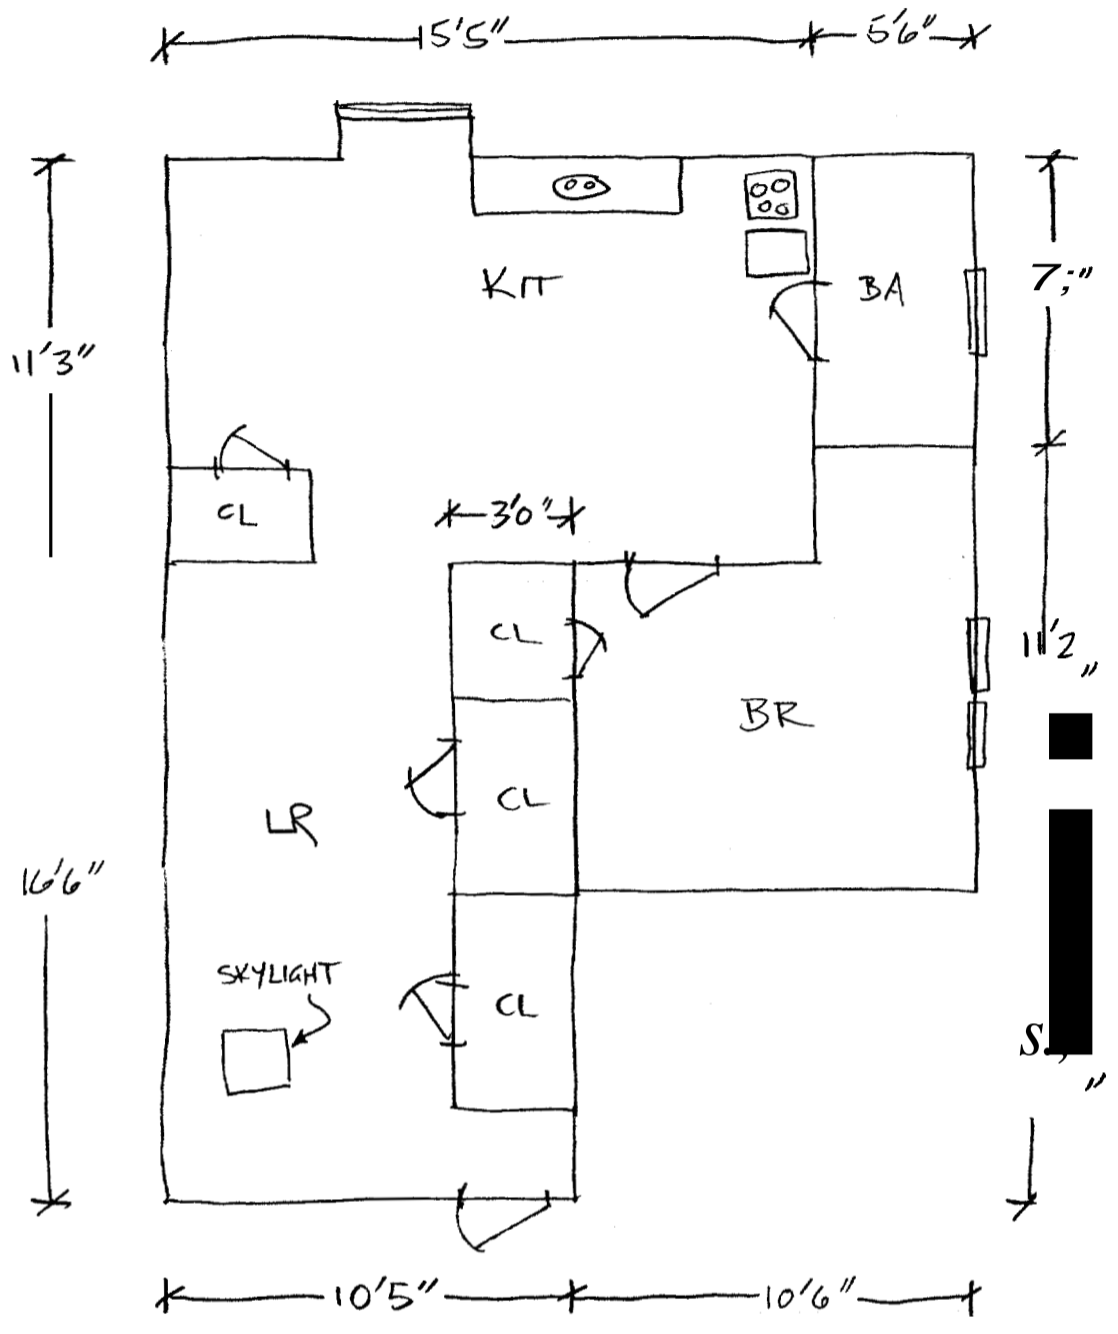 15'5"
5'6"
KIT
BA
7;"
11'3"
CL
3'0"
CL
11'2"
BR
CL
LR
16'6"
SKYLIGHT
CL
10'5"
10'6"